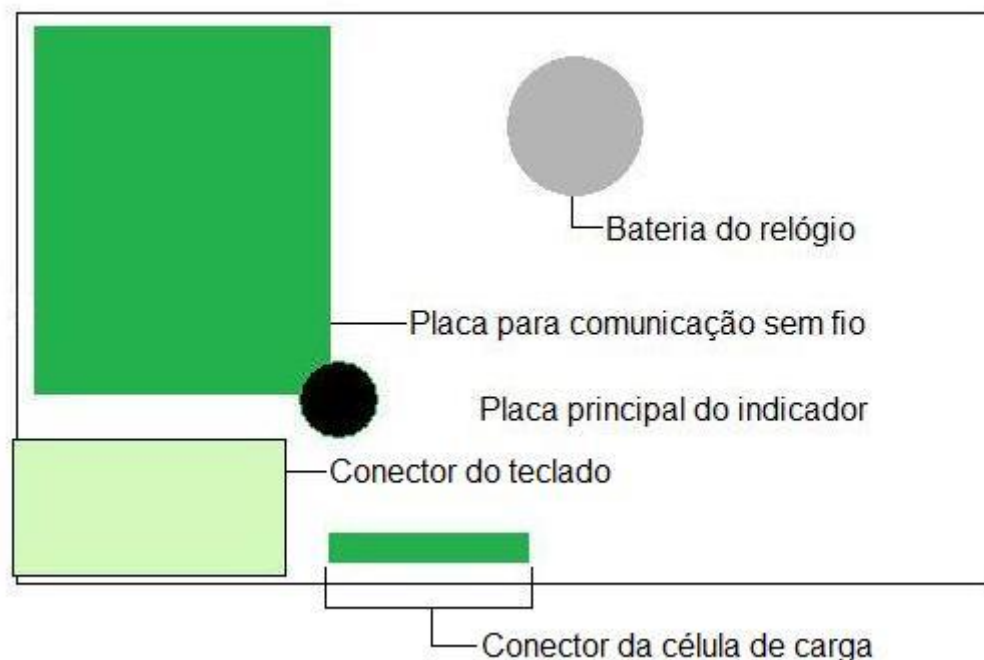 Bateria do relógio
Placa para comunicação sem fio
Placa principal do indicador
Conector do teclado
Conector da célula de carga